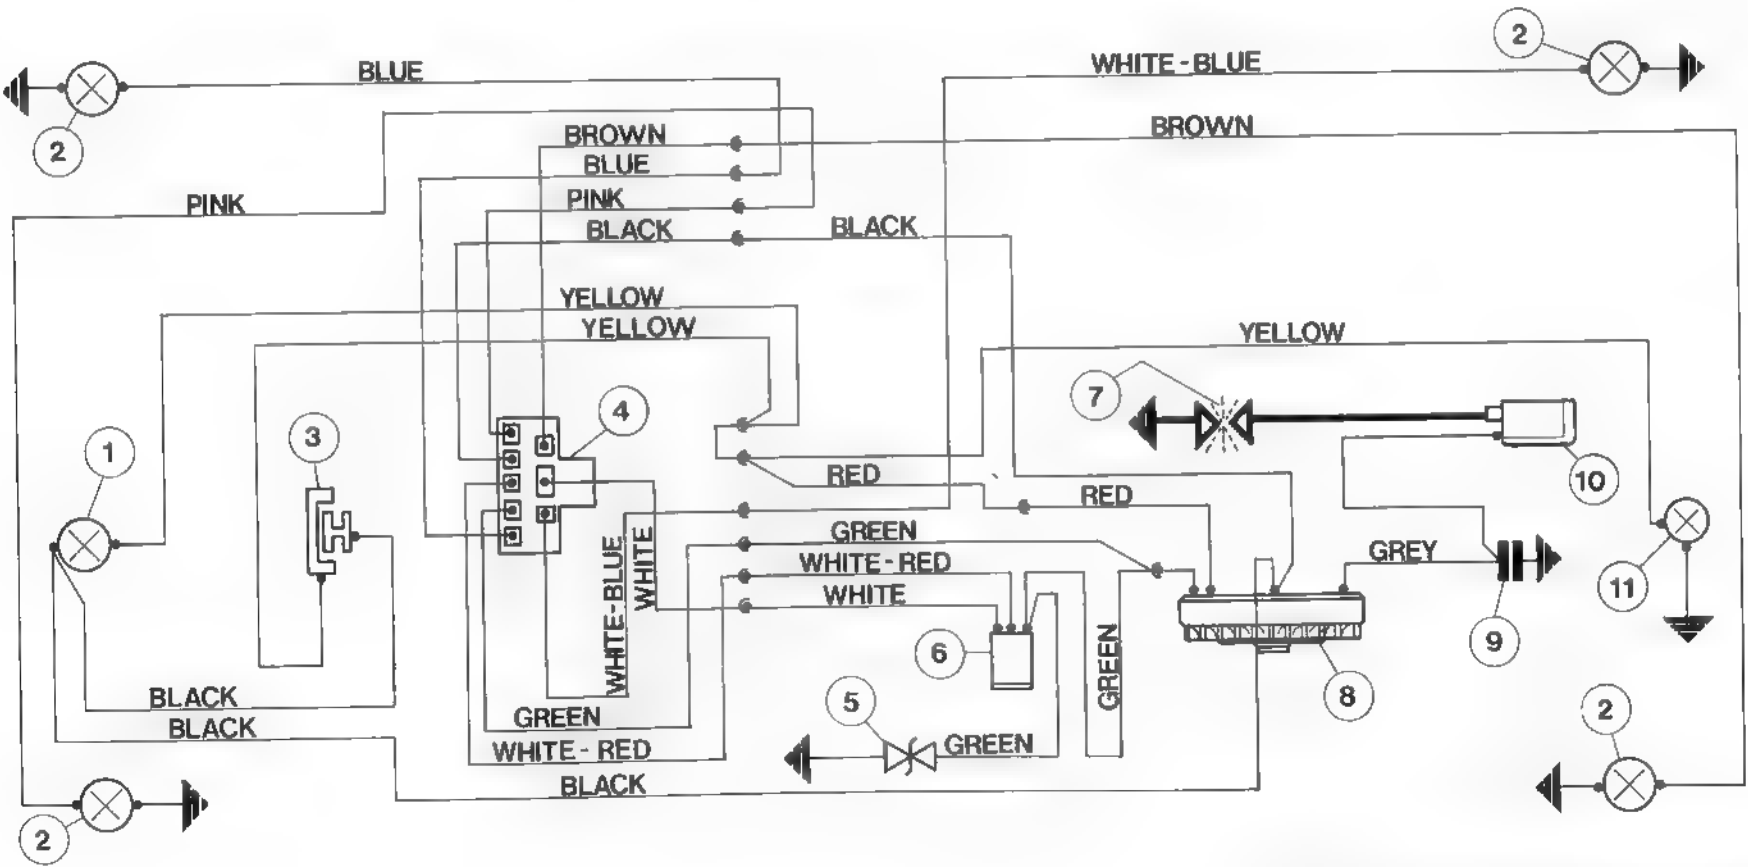 2
BLUE
WHITE-BLUE
BROWN
BROWN
2
BLUE
PINK
PINK
BLACK
BLACK
YELLOW
YELLOW
YELLOW
7
4
3
1
RED
RED
10
GREEN
GREY
WHITE-RED
WHITE
WHITE-BLUE
WHITE
11
6
9
GREEN
8
5
2
BLACK
GREEN
BLACK
GREEN
WHITE-RED
BLACK
2